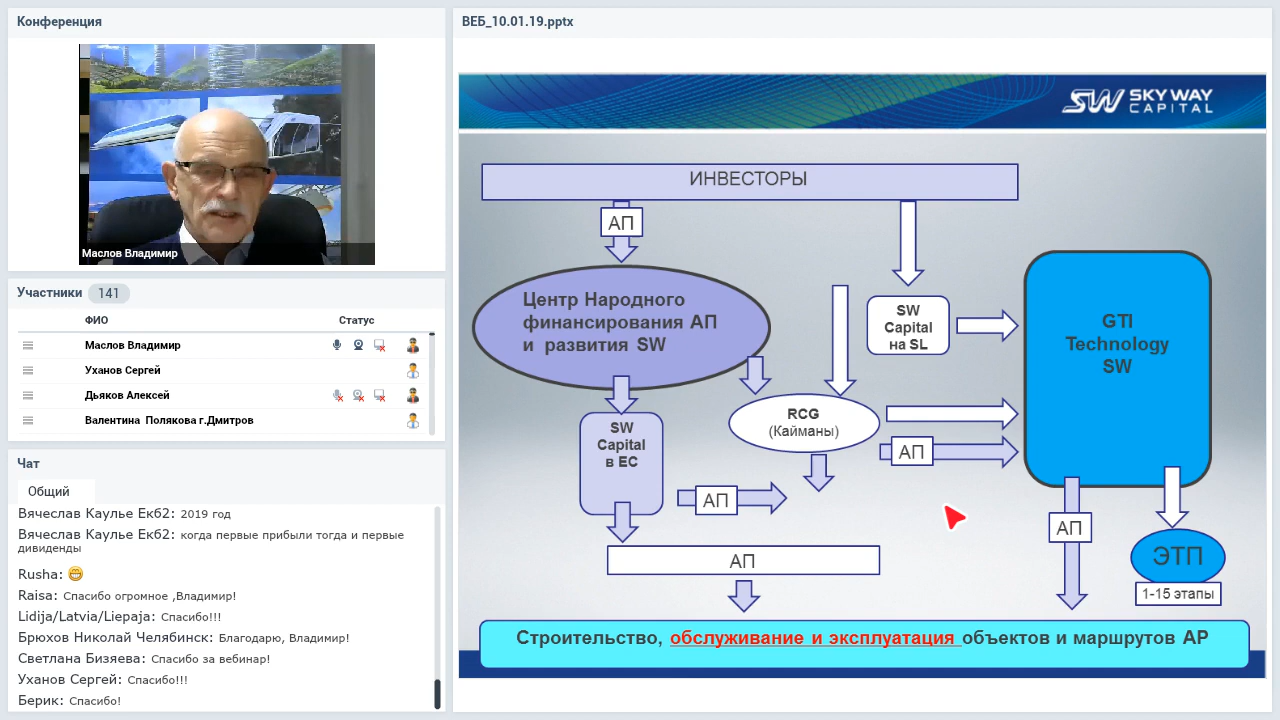 Конференция
Маслов Владимир
Участники 141
ФИО Статус
Маслов Владимир
Уханов Сергей
Дьяков Алексей
Валентина Полякова г.Дмитров
Чат
Общий
Вячеслав Каулье Екб2: 2019 год
Вячеслав Каулье Екб2: когда первые прибыли тогда и первые
дивиденды
Rusha:
Raisa: Спасибо огромное ,Владимир!
Lidija/Latvia/Liepaja: Спасибо!!!
Брюхов Николай Челябинск: Благодарю, Владимир!
Светлана Бизяева: Спасибо за вебинар!
Уханов Сергей: Спасибо!!!
Берик: Спасибо!
ВЕБ_10.01.19.pptx
SW SKY WAY
CAPITAL
ИНВЕСТОРЫ
АП
Центр Народного
финансирования АП
и развития SW
SW
Capital
на SL
GTI
Technology
SW
RCG
(Кайманы)
АП
SW
Capital
в ЕС
АП
АП
АП
ЭТП
1-15 этапы
Строительство, обслуживание и эксплуатация объектов и маршрутов АР